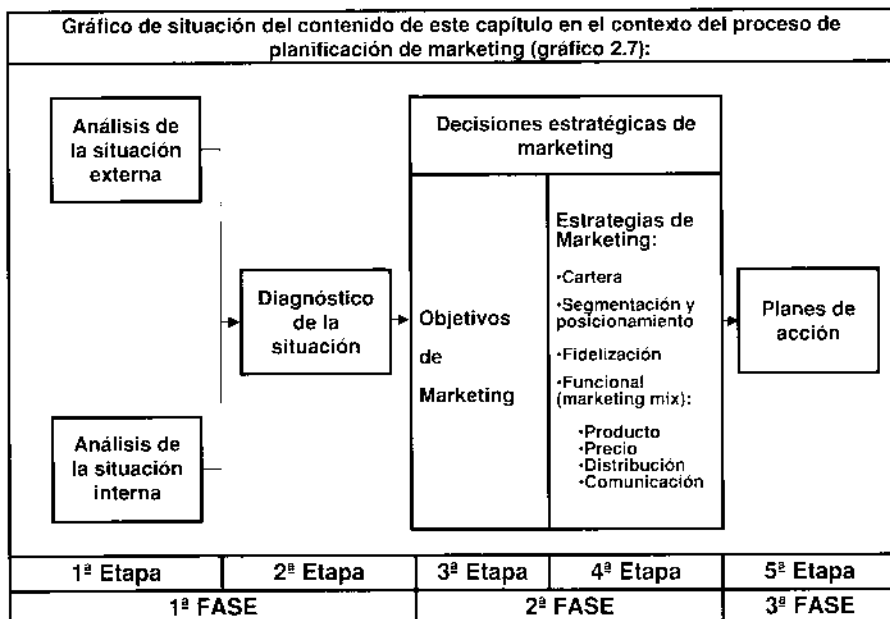 Gráfico de situación del contenido de este capítulo en el contexto del proceso de
planificación de marketing (gráfico 2.7):
Análisis de
la situación
externa
Análisis de
la situación
interna
Diagnóstico
de la
situación
Decisiones estratégicas de
marketing
Objetivos
de
Marketing
Estrategias de
Marketing:
•Cartera
•Segmentación y
posicionamiento
•Fidelización
•Funcional
(marketing mix):
•Producto
•Precio
•Distribución
•Comunicación
Planes de
acción
1ª Etapa
2ª Etapa
3ª Etapa
4ª Etapa
5ª Etapa
1ª FASE
2ª FASE
3ª FASE